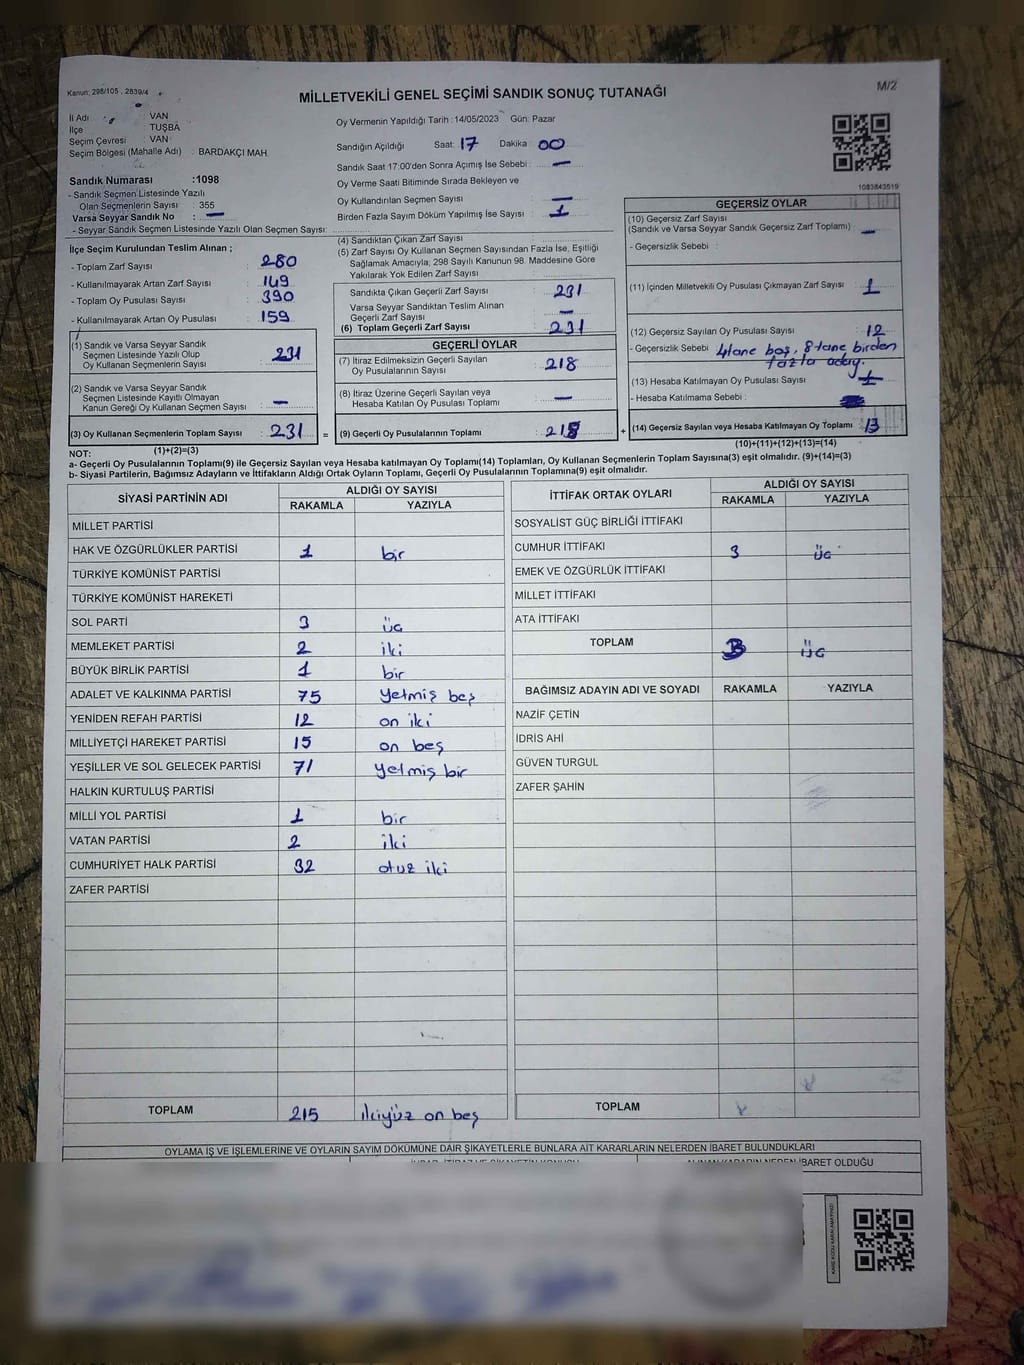 Kanun: 298/105 , 2839/4
M/2
MİLLETVEKİLİ GENEL SEÇİMİ SANDIK SONUÇ TUTANAĞI
İl Adı : VAN
İlçe : TUŞBA
Seçim Çevresi : VAN
Seçim Bölgesi (Mahalle Adı) : BARDAKÇI MAH.
Sandık Numarası :1098
- Sandık Seçmen Listesinde Yazılı
Olan Seçmenlerin Sayısı : 355
Varsa Seyyar Sandık No : —
- Seyyar Sandık Seçmen Listesinde Yazılı Olan Seçmen Sayısı:
Oy Vermenin Yapıldığı Tarih : 14/05/2023 Gün: Pazar
Sandığın Açıldığı Saat: 17 Dakika 00
Sandık Saat 17:00'den Sonra Açımış İse Sebebi : —
Oy Verme Saati Bitiminde Sırada Bekleyen ve
Oy Kullandırılan Seçmen Sayısı : —
Birden Fazla Sayım Döküm Yapılmış İse Sayısı : 1
1083843519
İlçe Seçim Kurulundan Teslim Alınan ;
- Toplam Zarf Sayısı : 280
- Kullanılmayarak Artan Zarf Sayısı : 149
- Toplam Oy Pusulası Sayısı : 390
- Kullanılmayarak Artan Oy Pusulası : 159
(1) Sandık ve Varsa Seyyar Sandık
Seçmen Listesinde Yazılı Olup
Oy Kullanan Seçmenlerin Sayısı : 231
(2) Sandık ve Varsa Seyyar Sandık
Seçmen Listesinde Kayıtlı Olmayan
Kanun Gereği Oy Kullanan Seçmen Sayısı : —
(3) Oy Kullanan Seçmenlerin Toplam Sayısı : 231
(1)+(2)=(3)
(4) Sandıktan Çıkan Zarf Sayısı :
(5) Zarf Sayısı Oy Kullanan Seçmen Sayısından Fazla İse, Eşitliği
Sağlamak Amacıyla, 298 Sayılı Kanunun 98. Maddesine Göre
Yakılarak Yok Edilen Zarf Sayısı :
Sandıkta Çıkan Geçerli Zarf Sayısı : 231
Varsa Seyyar Sandıktan Teslim Alınan
Geçerli Zarf Sayısı : —
(6) Toplam Geçerli Zarf Sayısı : 231
GEÇERLİ OYLAR
(7) İtiraz Edilmeksizin Geçerli Sayılan
Oy Pusulalarının Sayısı : 218
(8) İtiraz Üzerine Geçerli Sayılan veya
Hesaba Katılan Oy Pusulası Toplamı : —
= (9) Geçerli Oy Pusulalarının Toplamı : 218 +
GEÇERSİZ OYLAR
(10) Geçersiz Zarf Sayısı
(Sandık ve Varsa Seyyar Sandık Geçersiz Zarf Toplamı) : —
- Geçersizlik Sebebi :
(11) İçinden Milletvekili Oy Pusulası Çıkmayan Zarf Sayısı : 1
(12) Geçersiz Sayılan Oy Pusulası Sayısı : 12
- Geçersizlik Sebebi : 4 tane boş, 8 tane birden
fazla aday.
(13) Hesaba Katılmayan Oy Pusulası Sayısı :
- Hesaba Katılmama Sebebi :
(14) Geçersiz Sayılan veya Hesaba Katılmayan Oy Toplamı : 13
(10)+(11)+(12)+(13)=(14)
NOT:
a- Geçerli Oy Pusulalarının Toplamı(9) ile Geçersiz Sayılan veya Hesaba katılmayan Oy Toplamı(14) Toplamları, Oy Kullanan Seçmenlerin Toplam Sayısına(3) eşit olmalıdır. (9)+(14)=(3)
b- Siyasi Partilerin, Bağımsız Adayların ve İttifakların Aldığı Ortak Oyların Toplamı, Geçerli Oy Pusulalarının Toplamına(9) eşit olmalıdır.
SİYASİ PARTİNİN ADI ALDIĞI OY SAYISI
RAKAMLA YAZIYLA
MİLLET PARTİSİ
HAK VE ÖZGÜRLÜKLER PARTİSİ 1 bir
TÜRKİYE KOMÜNİST PARTİSİ
TÜRKİYE KOMÜNİST HAREKETİ
SOL PARTİ 3 üç
MEMLEKET PARTİSİ 2 iki
BÜYÜK BİRLİK PARTİSİ 1 bir
ADALET VE KALKINMA PARTİSİ 75 yetmiş beş
YENİDEN REFAH PARTİSİ 12 on iki
MİLLİYETÇİ HAREKET PARTİSİ 15 on beş
YEŞİLLER VE SOL GELECEK PARTİSİ 71 yetmiş bir
HALKIN KURTULUŞ PARTİSİ
MİLLİ YOL PARTİSİ 1 bir
VATAN PARTİSİ 2 iki
CUMHURİYET HALK PARTİSİ 32 otuz iki
ZAFER PARTİSİ
TOPLAM 215 ikiyüz on beş
İTTİFAK ORTAK OYLARI ALDIĞI OY SAYISI
RAKAMLA YAZIYLA
SOSYALİST GÜÇ BİRLİĞİ İTTİFAKI
CUMHUR İTTİFAKI 3 üç
EMEK VE ÖZGÜRLÜK İTTİFAKI
MİLLET İTTİFAKI
ATA İTTİFAKI
TOPLAM 3 üç
BAĞIMSIZ ADAYIN ADI VE SOYADI RAKAMLA YAZIYLA
NAZİF ÇETİN
İDRİS AHİ
GÜVEN TURGUL
ZAFER ŞAHİN
TOPLAM
OYLAMA İŞ VE İŞLEMLERİNE VE OYLARIN SAYIM DÖKÜMÜNE DAİR ŞİKAYETLERLE BUNLARA AİT KARARLARIN NELERDEN İBARET BULUNDUKLARI
ALINAN KARARIN NEDEN İBARET OLDUĞU